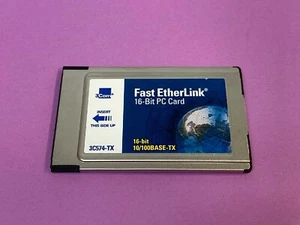 3Com
Fast EtherLink®
16-Bit PC Card
INSERT
THIS SIDE UP
3C574-TX
16-bit
10/100BASE-TX